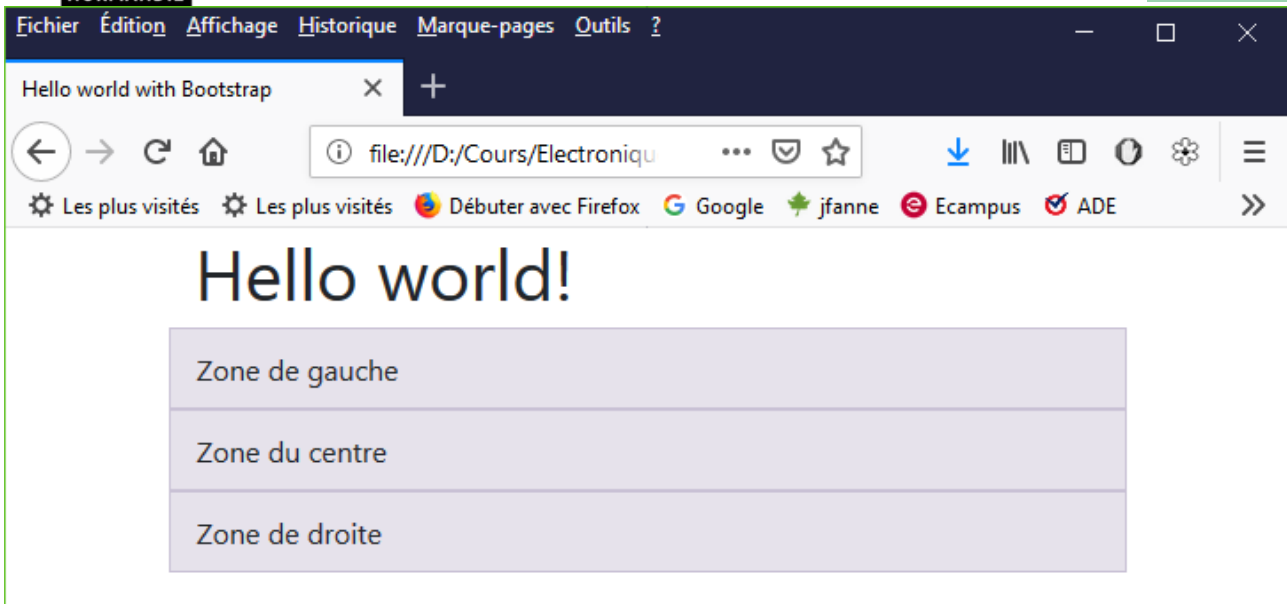 Fichier Édition Affichage Historique Marque-pages Outils ?
Hello world with Bootstrap
file:///D:/Cours/Electroniqu
Les plus visités Les plus visités Débuter avec Firefox Google jfanne Ecampus ADE
Hello world!
Zone de gauche
Zone du centre
Zone de droite